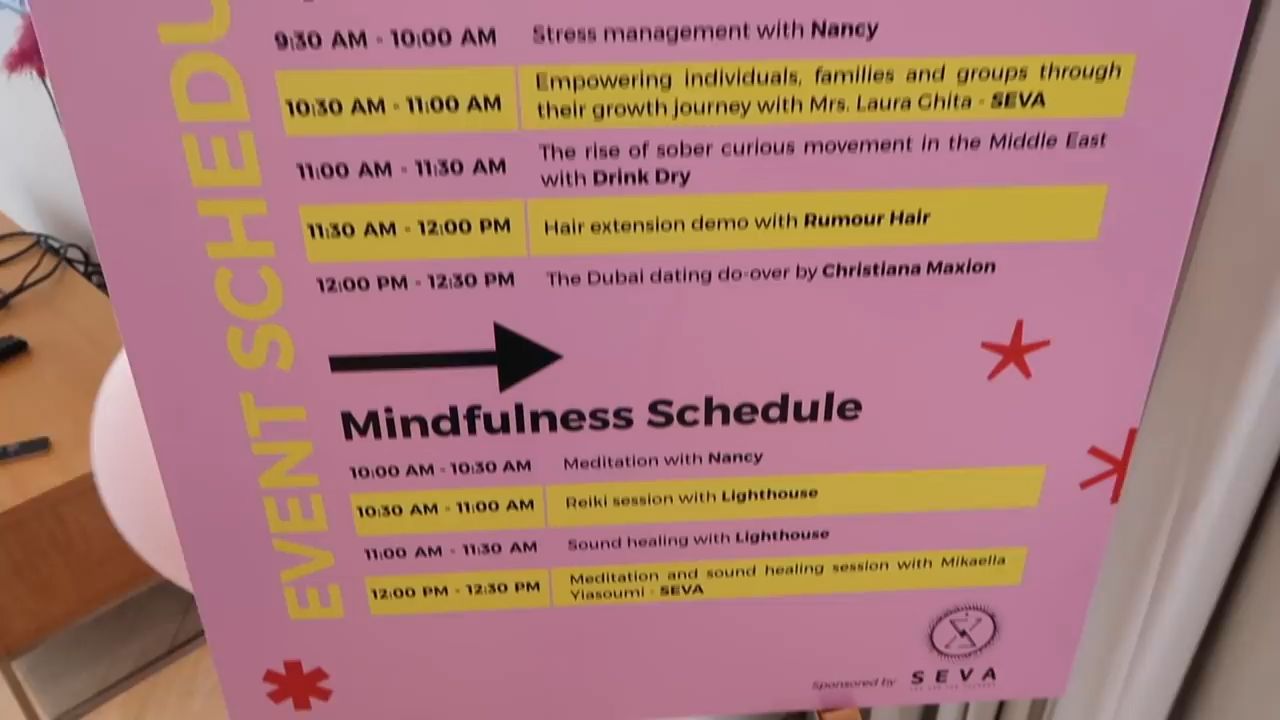 EVENT SCHEDU
9:30 AM - 10:00 AM Stress management with Nancy
10:30 AM - 11:00 AM Empowering individuals, families and groups through
their growth journey with Mrs. Laura Ghita - SEVA
11:00 AM - 11:30 AM The rise of sober curious movement in the Middle East
with Drink Dry
11:30 AM - 12:00 PM Hair extension demo with Rumour Hair
12:00 PM - 12:30 PM The Dubai dating do-over by Christiana Maxion
Mindfulness Schedule
10:00 AM - 10:30 AM Meditation with Nancy
10:30 AM - 11:00 AM Reiki session with Lighthouse
11:00 AM - 11:30 AM Sound healing with Lighthouse
12:00 PM - 12:30 PM Meditation and sound healing session with Mikaella
Yiasoumi - SEVA
Sponsored by SEVA